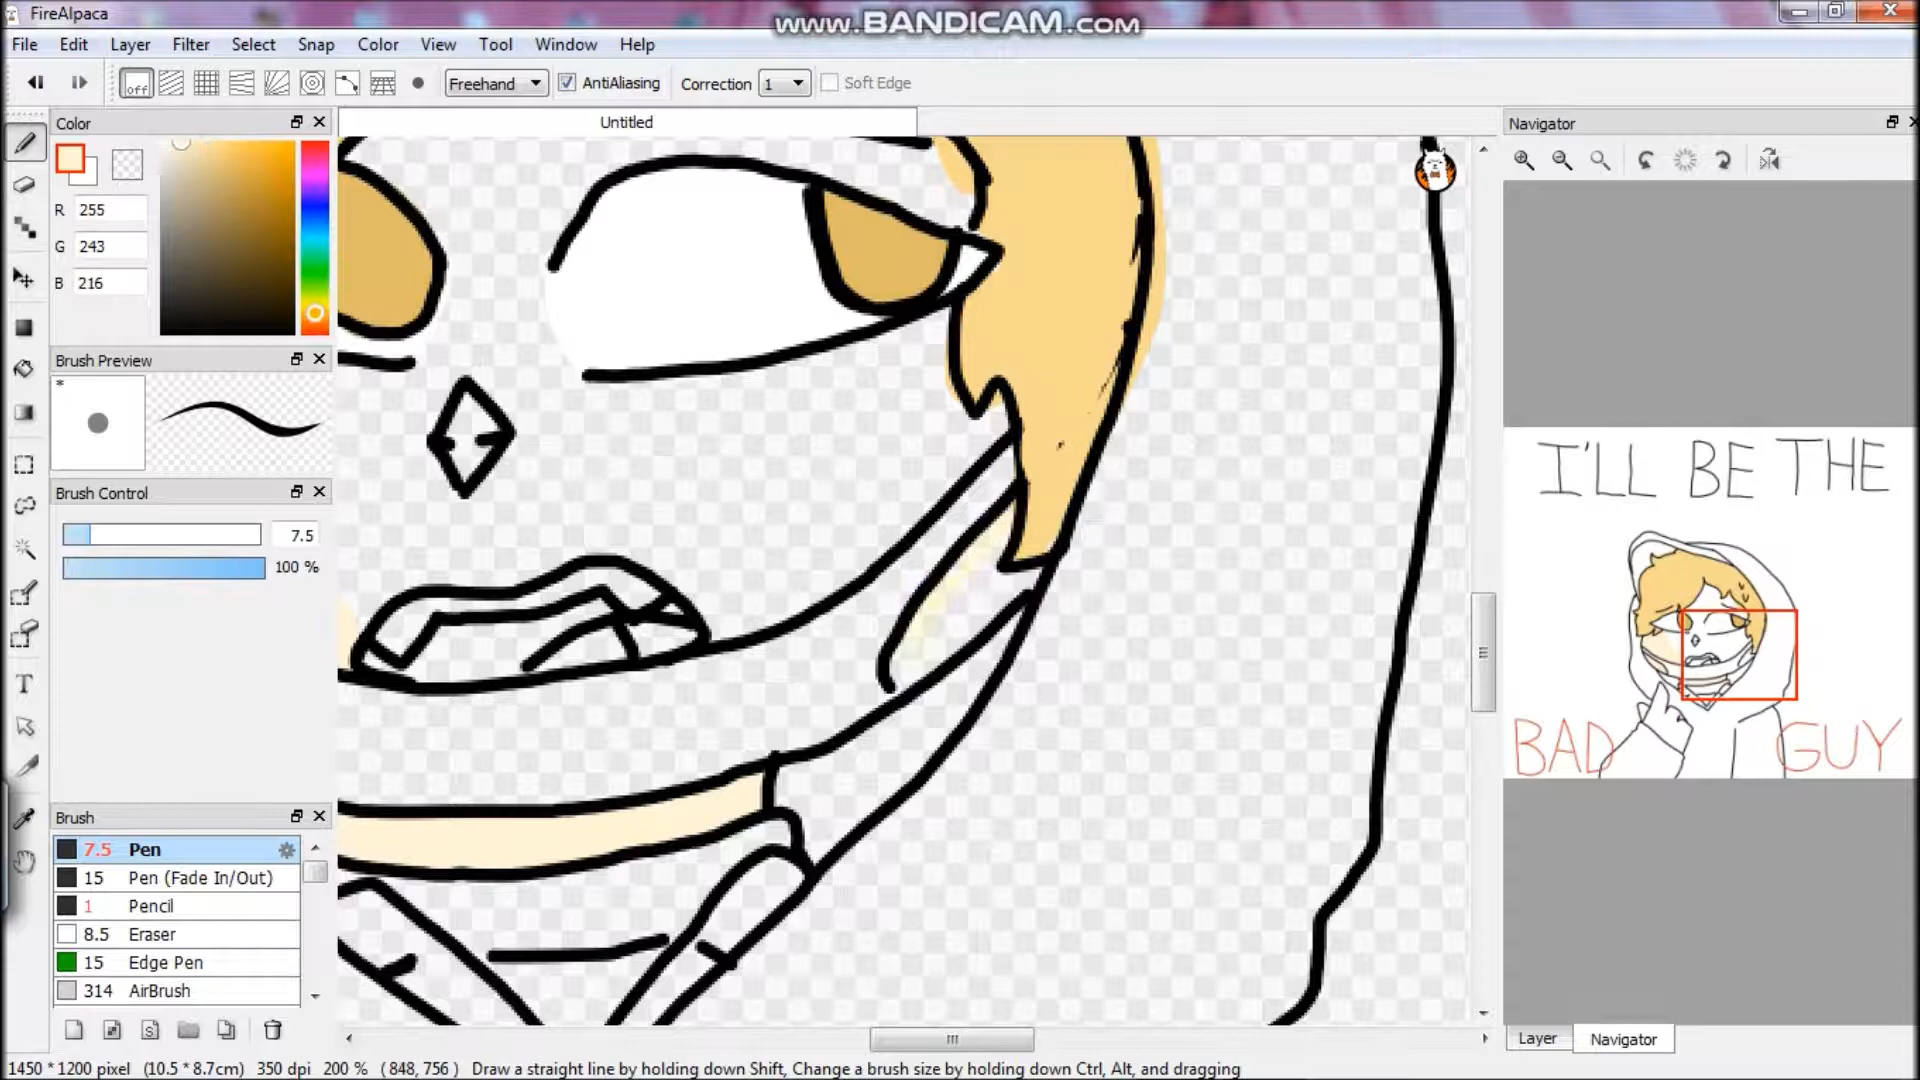 FireAlpaca
www.BANDICAM.com
File Edit Layer Filter Select Snap Color View Tool Window Help
off Freehand AntiAliasing Correction 1 Soft Edge
Color
Untitled
Navigator
R 255
G 243
B 216
Brush Preview
*
Brush Control
7.5
100 %
I'LL BE THE
BAD GUY
Brush
7.5 Pen
15 Pen (Fade In/Out)
1 Pencil
8.5 Eraser
15 Edge Pen
314 AirBrush
S
Layer Navigator
1450 * 1200 pixel (10.5 * 8.7cm) 350 dpi 200 % ( 848, 756 ) Draw a straight line by holding down Shift, Change a brush size by holding down Ctrl, Alt, and dragging